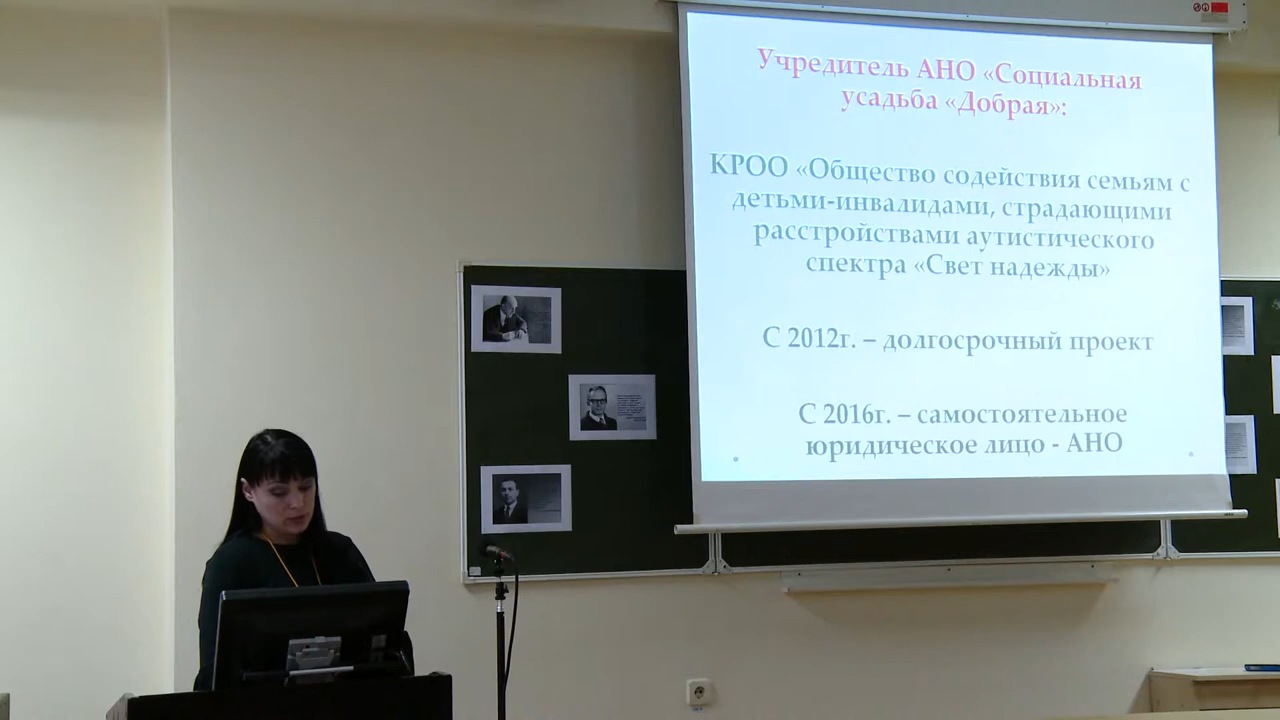 Учредитель АНО «Социальная
усадьба «Добрая»:
КРОО «Общество содействия семьям с
детьми-инвалидами, страдающими
расстройствами аутистического
спектра «Свет надежды»
С 2012г. – долгосрочный проект
С 2016г. – самостоятельное
юридическое лицо - АНО